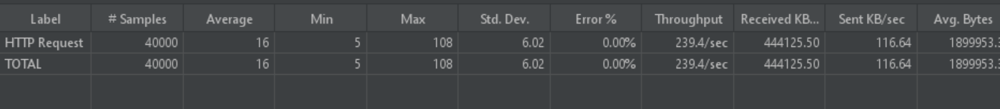 Label # Samples Average Min Max Std. Dev. Error % Throughput Received KB... Sent KB/sec Avg. Bytes
HTTP Request 40000 16 5 108 6.02 0.00% 239.4/sec 444125.50 116.64 1899953.3
TOTAL 40000 16 5 108 6.02 0.00% 239.4/sec 444125.50 116.64 1899953.3